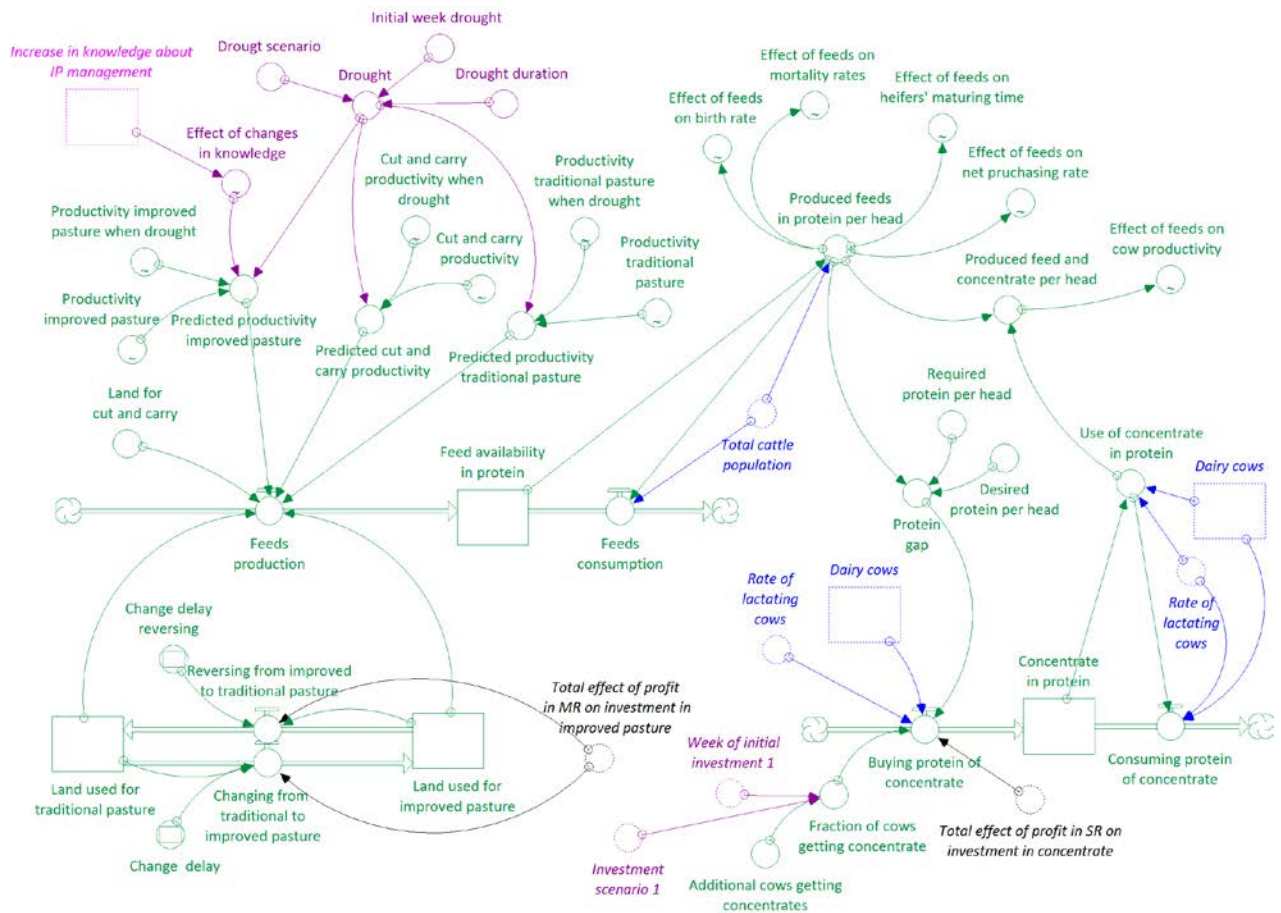 Increase in knowledge about
IP management
Drougt scenario
Initial week drought
Drought
Drought duration
Effect of changes
in knowledge
Cut and carry
productivity when
drought
Productivity
traditional pasture
when drought
Productivity improved
pasture when drought
Cut and carry
productivity
Productivity
traditional
pasture
Productivity
improved pasture
Predicted productivity
improved pasture
Predicted cut and
carry productivity
Predicted productivity
traditional pasture
Effect of feeds on
mortality rates
Effect of feeds on
heifers' maturing time
Effect of feeds
on birth rate
Effect of feeds on
net pruchasing rate
Produced feeds
in protein per head
Effect of feeds on
cow productivity
Produced feed and
concentrate per head
Land for
cut and carry
Feed availability
in protein
Total cattle
population
Required
protein per head
Use of concentrate
in protein
Dairy cows
Desired
protein per head
Protein
gap
Feeds
production
Feeds
consumption
Rate of
lactating
cows
Dairy cows
Rate of
lactating
cows
Change delay
reversing
Reversing from improved
to traditional pasture
Total effect of profit
in MR on investment in
improved pasture
Concentrate
in protein
Week of initial
investment 1
Buying protein of
concentrate
Consuming protein
of concentrate
Land used for
traditional pasture
Changing from
traditional to
improved pasture
Land used for
improved pasture
Change delay
Investment
scenario 1
Fraction of cows
getting concentrate
Additional cows getting
concentrates
Total effect of profit in SR on
investment in concentrate